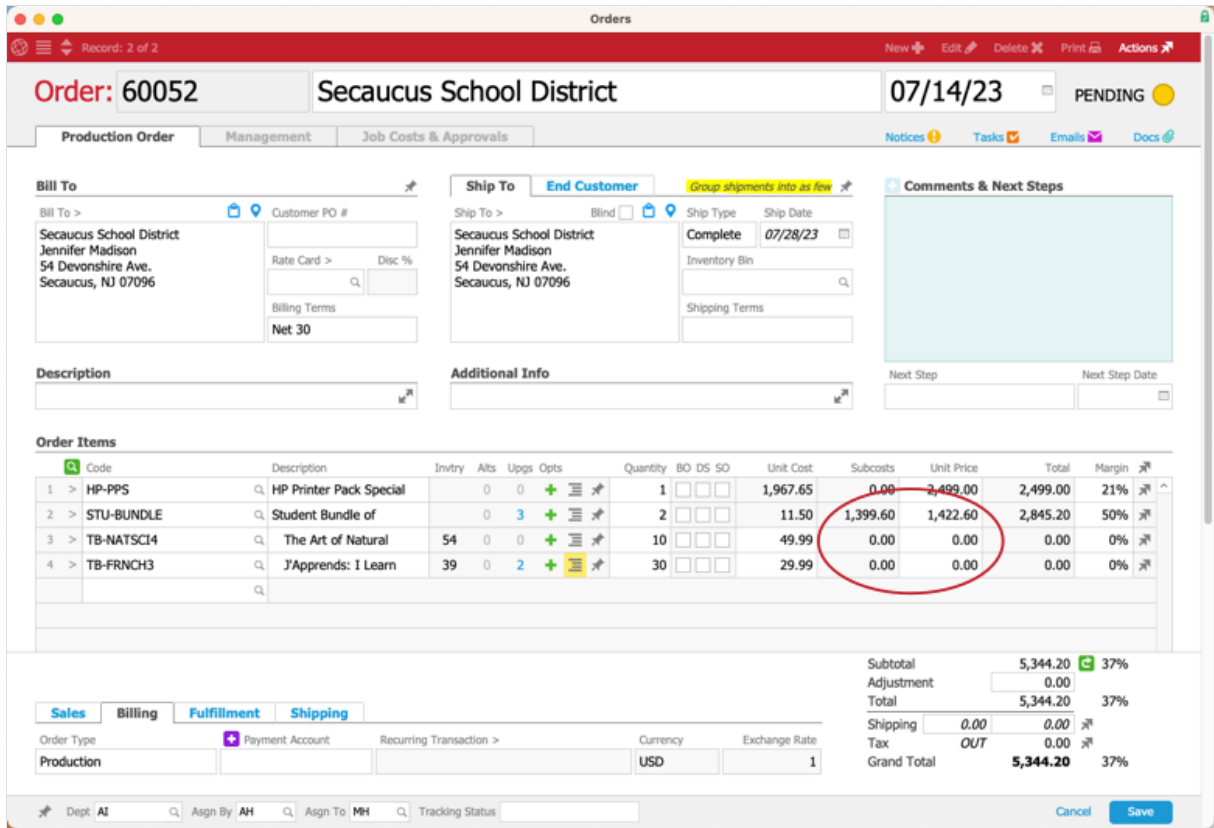 Orders
Record: 2 of 2 New Edit Delete Print Actions
Order: 60052 Secaucus School District 07/14/23 PENDING
Production Order Management Job Costs & Approvals Notices Tasks Emails Docs
Bill To Ship To End Customer Group shipments into as few Comments & Next Steps
Bill To > Customer PO # Ship To > Blind Ship Type Ship Date
Secaucus School District Secaucus School District Complete 07/28/23
Jennifer Madison Jennifer Madison
54 Devonshire Ave. Rate Card > Disc % 54 Devonshire Ave. Inventory Bin
Secaucus, NJ 07096 Secaucus, NJ 07096
Billing Terms Shipping Terms
Net 30
Description Additional Info Next Step Next Step Date
Order Items
Code Description Invtry Alts Upgs Opts Quantity BO DS SO Unit Cost Subcosts Unit Price Total Margin
1 > HP-PPS HP Printer Pack Special 0 0 1 1,967.65 0.00 2,499.00 2,499.00 21%
2 > STU-BUNDLE Student Bundle of 0 3 2 11.50 1,399.60 1,422.60 2,845.20 50%
3 > TB-NATSCI4 The Art of Natural 54 0 0 10 49.99 0.00 0.00 0.00 0%
4 > TB-FRNCH3 J'Apprends: I Learn 39 0 2 30 29.99 0.00 0.00 0.00 0%
Subtotal 5,344.20 37%
Adjustment 0.00
Total 5,344.20 37%
Sales Billing Fulfillment Shipping
Shipping 0.00 0.00
Order Type Payment Account Recurring Transaction > Currency Exchange Rate
Tax OUT 0.00
Production USD 1
Grand Total 5,344.20 37%
Dept AI Asgn By AH Asgn To MH Tracking Status Cancel Save